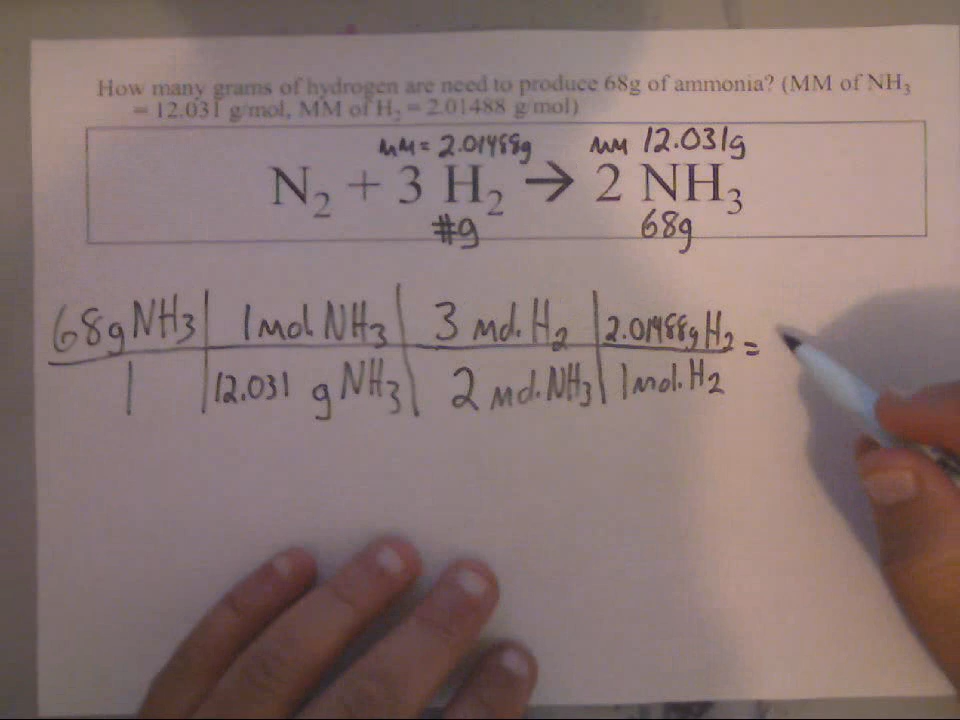 How many grams of hydrogen are need to produce 68g of ammonia? (MM of NH₃
= 12.031 g/mol, MM of H₂ = 2.01488 g/mol)
MM = 2.01488g MM 12.031g
N₂ + 3 H₂ → 2 NH₃
#g 68g
68g NH₃ | 1 mol NH₃ | 3 mol. H₂ | 2.01488g H₂ =
1 | 12.031 g NH₃ | 2 mol. NH₃ | 1 mol. H₂